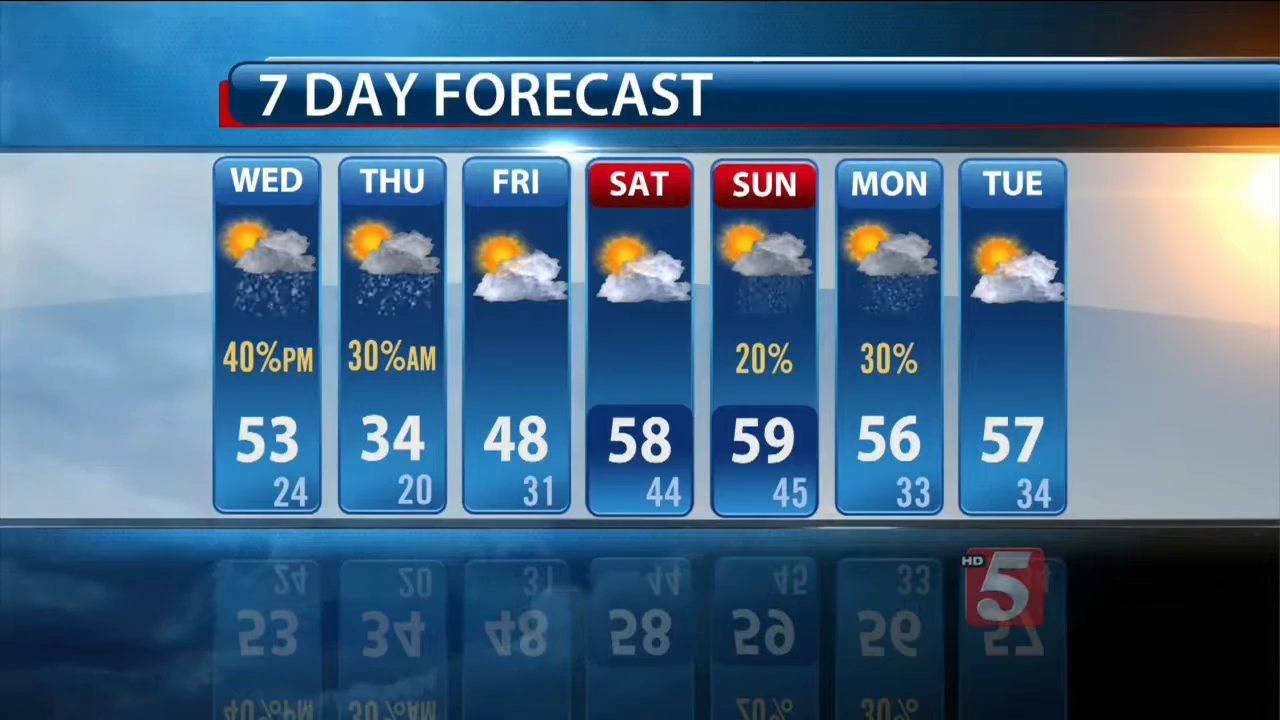 7 DAY FORECAST
WED THU FRI SAT SUN MON TUE
40%PM 30%AM 20% 30%
53 34 48 58 59 56 57
24 20 31 44 45 33 34
HD 5